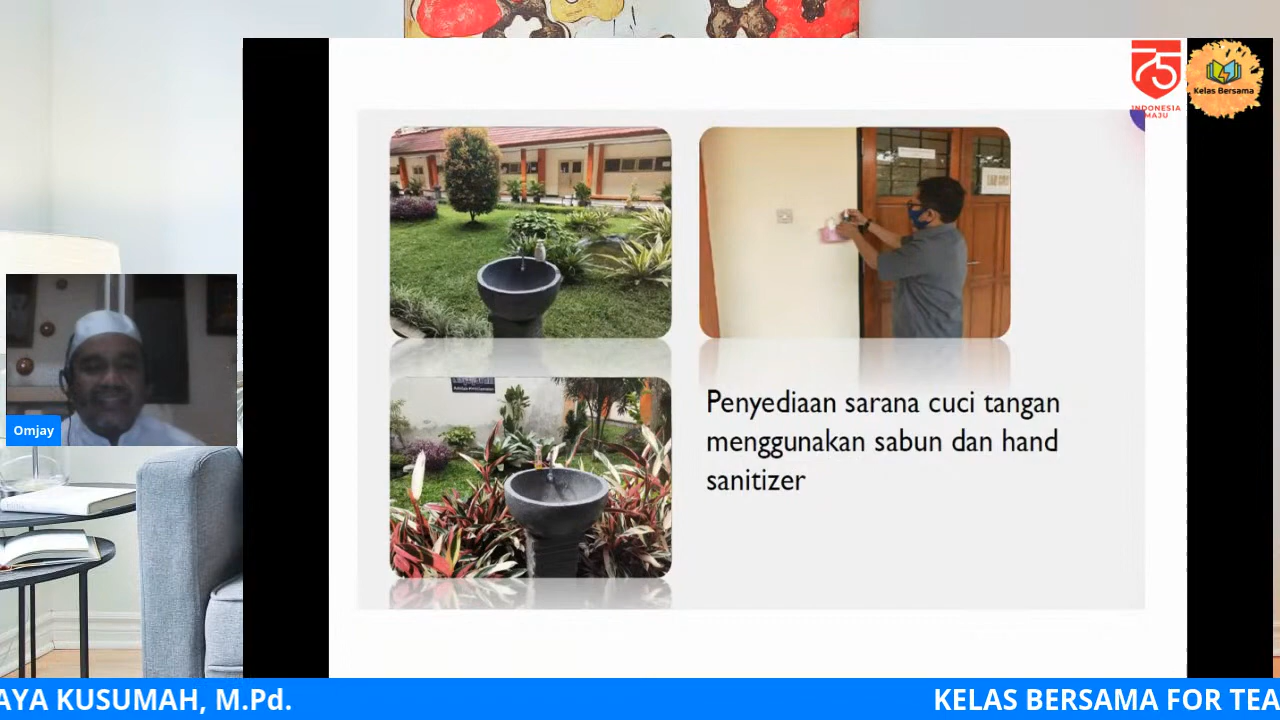 75
INDONESIA
MAJU
Kelas Bersama
Penyediaan sarana cuci tangan
menggunakan sabun dan hand
sanitizer
Omjay
AYA KUSUMAH, M.Pd.
KELAS BERSAMA FOR TEA